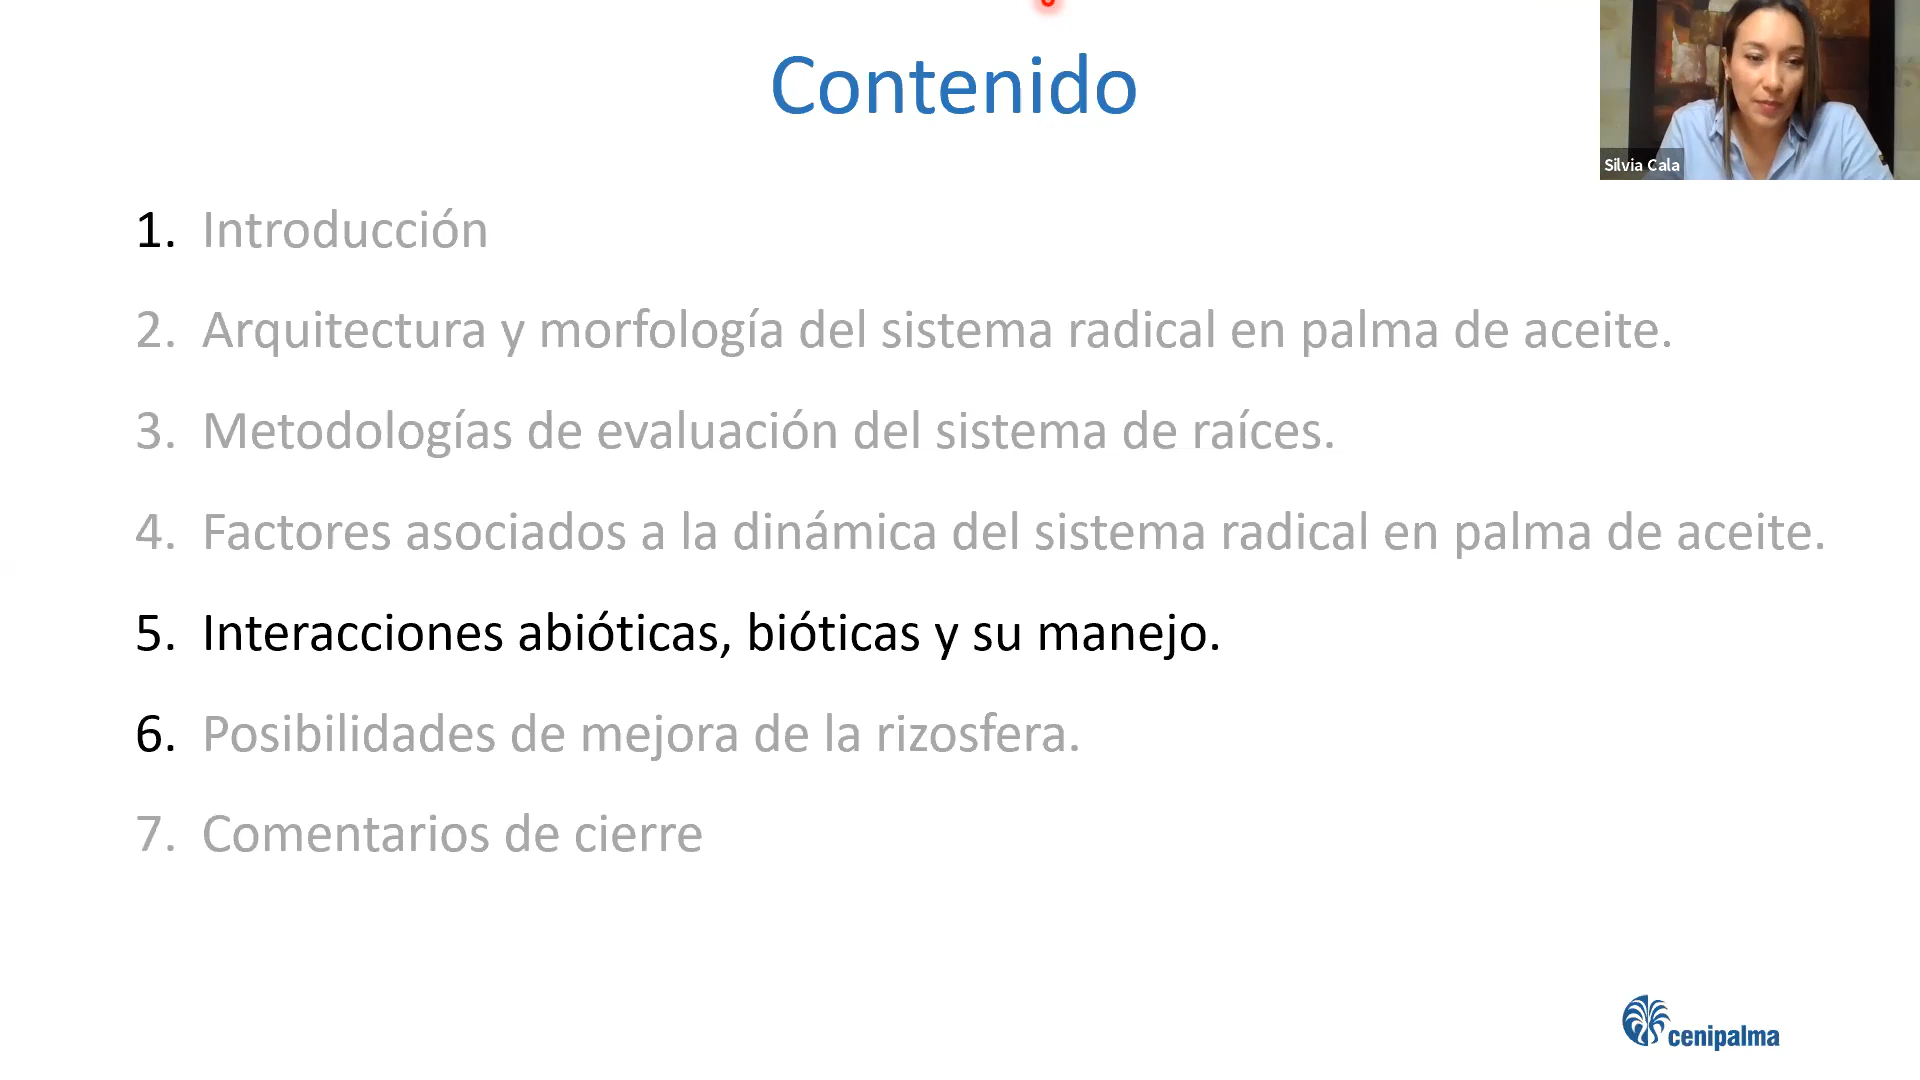 Contenido
Silvia Cala
1. Introducción
2. Arquitectura y morfología del sistema radical en palma de aceite.
3. Metodologías de evaluación del sistema de raíces.
4. Factores asociados a la dinámica del sistema radical en palma de aceite.
5. Interacciones abióticas, bióticas y su manejo.
6. Posibilidades de mejora de la rizosfera.
7. Comentarios de cierre
cenipalma